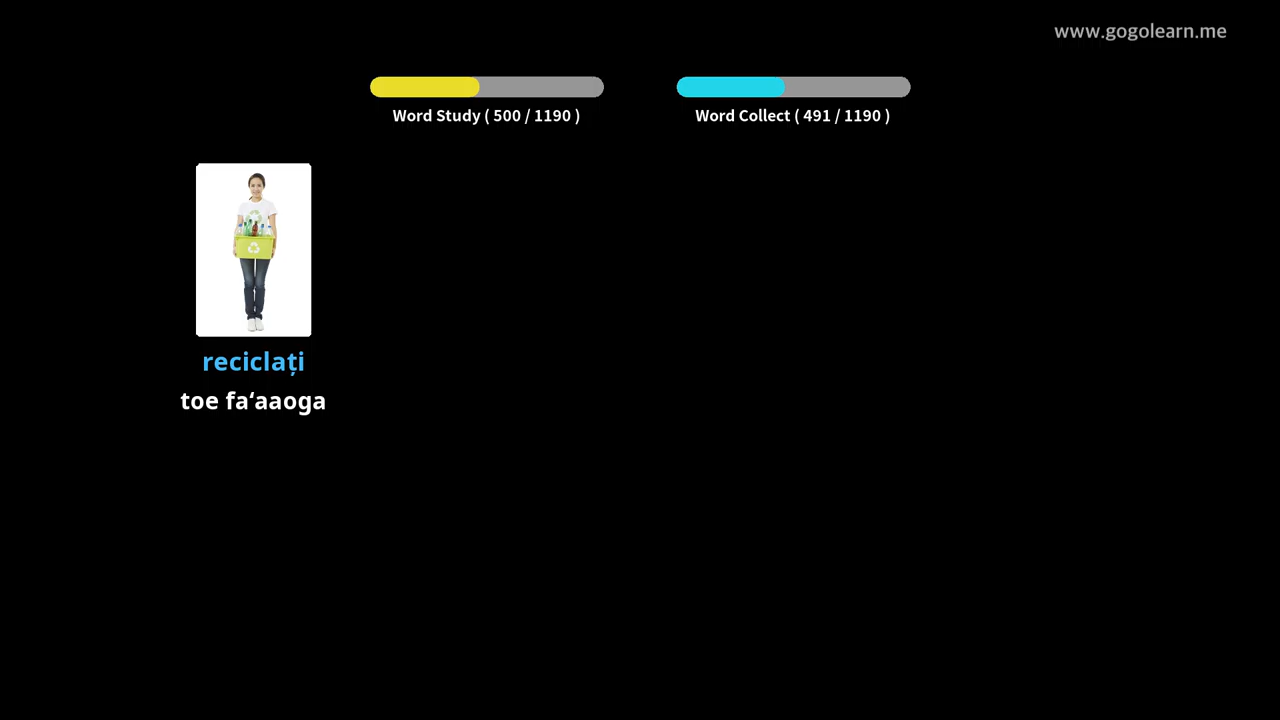 www.gogolearn.me
Word Study ( 500 / 1190 )
Word Collect ( 491 / 1190 )
reciclați
toe fa‘aaoga